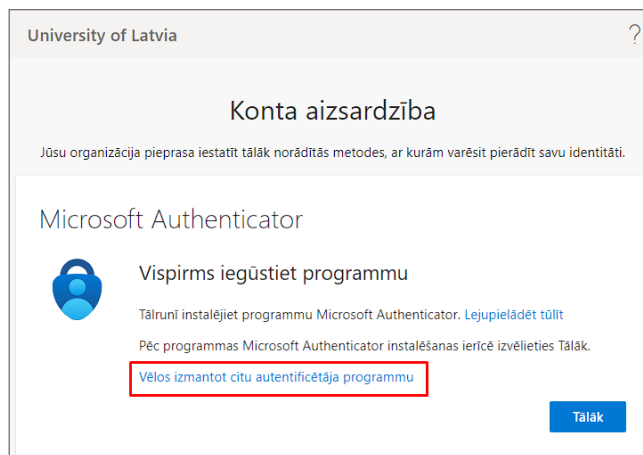 University of Latvia
?
Konta aizsardzība
Jūsu organizācija pieprasa iestatīt tālāk norādītās metodes, ar kurām varēsit pierādīt savu identitāti.
Microsoft Authenticator
Vispirms iegūstiet programmu
Tālrunī instalējiet programmu Microsoft Authenticator. Lejupielādēt tūlīt
Pēc programmas Microsoft Authenticator instalēšanas ierīcē izvēlieties Tālāk.
Vēlos izmantot citu autentificētāja programmu
Tālāk